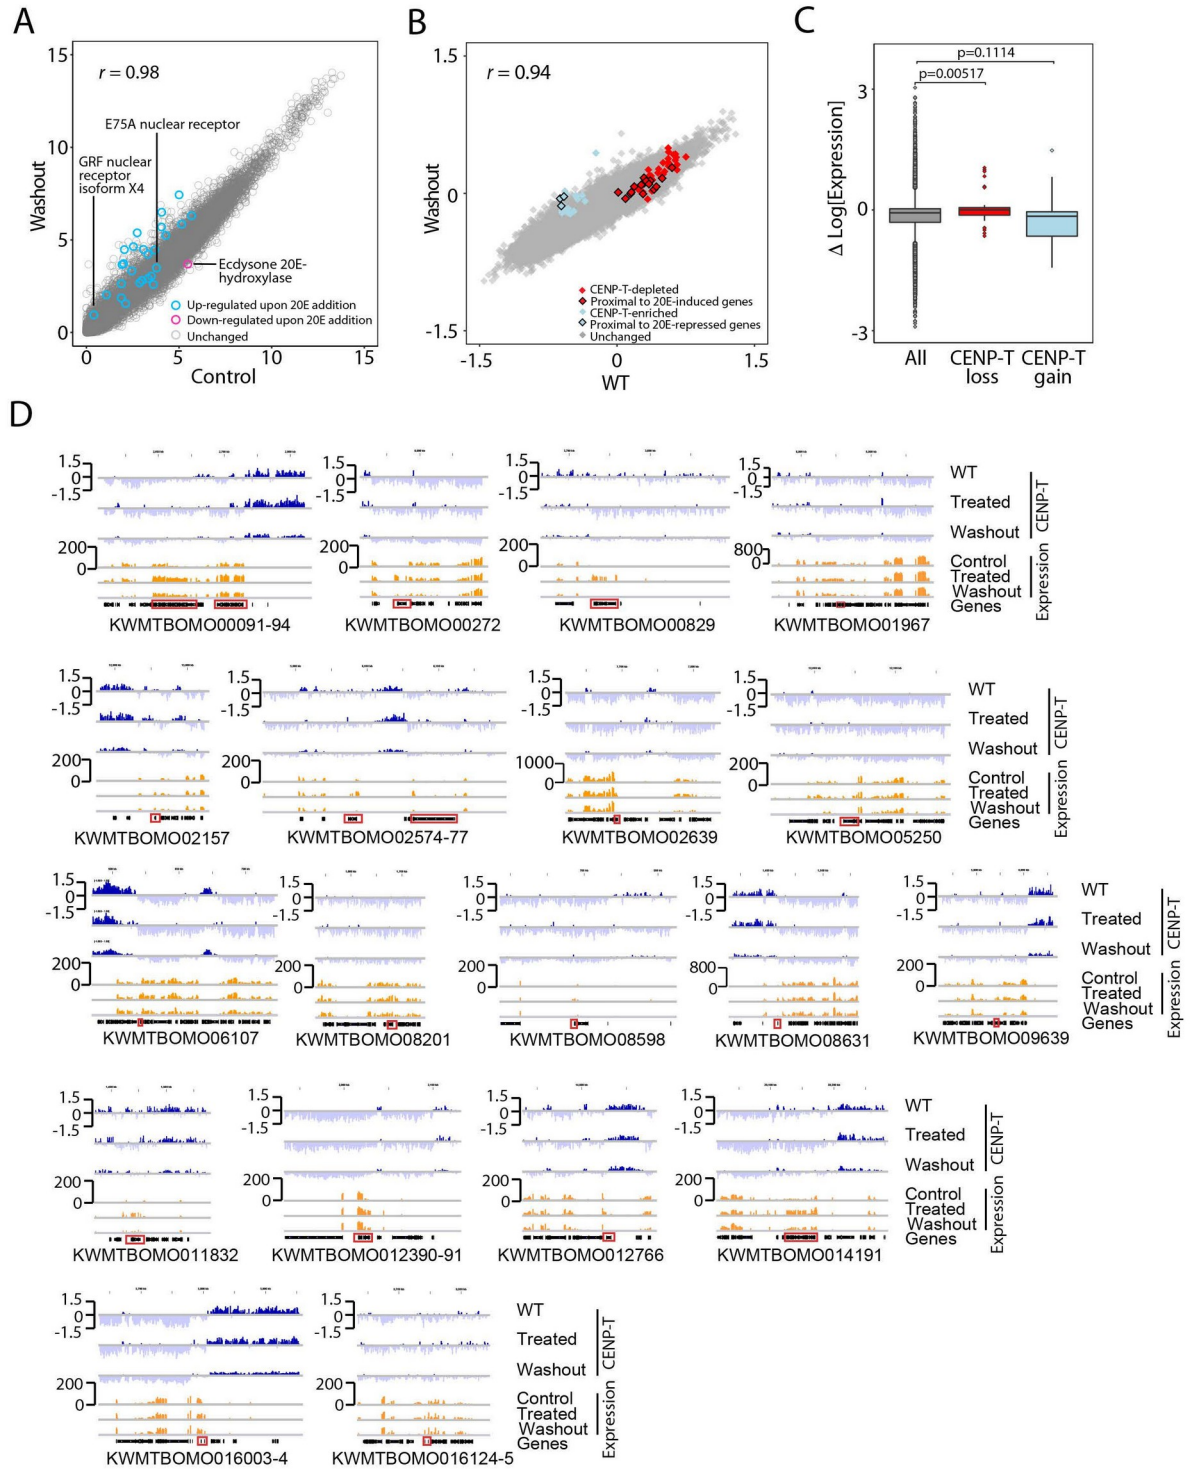 A
B
C
15
r = 0.98
E75A nuclear receptor
10
GRF nuclear
receptor
isoform X4
Washout
5
Ecdysone 20E-
hydroxylase
Up-regulated upon 20E addition
Down-regulated upon 20E addition
Unchanged
0
0
5
10
15
Control
1.5
r = 0.94
Washout
0
CENP-T-depleted
Proximal to 20E-induced genes
CENP-T-enriched
Proximal to 20E-repressed genes
Unchanged
-1.5
-1.5
0
1.5
WT
p=0.1114
p=0.00517
3
Δ Log[Expression]
0
-3
All
CENP-T
loss
CENP-T
gain
D
1.5
0
-1.5
200
0
KWMTBOMO00091-94
1.5
0
-1.5
200
0
KWMTBOMO00272
1.5
0
-1.5
200
0
KWMTBOMO00829
1.5
0
-1.5
800
0
KWMTBOMO01967
WT
Treated
Washout
CENP-T
Control
Treated
Washout
Genes
Expression
1.5
0
-1.5
200
0
KWMTBOMO02157
1.5
0
-1.5
200
0
KWMTBOMO02574-77
1.5
0
-1.5
1000
0
KWMTBOMO02639
1.5
0
-1.5
200
0
KWMTBOMO05250
WT
Treated
Washout
CENP-T
Control
Treated
Washout
Genes
Expression
1.5
0
-1.5
200
0
KWMTBOMO06107
1.5
0
-1.5
200
0
KWMTBOMO08201
1.5
0
-1.5
200
0
KWMTBOMO08598
1.5
0
-1.5
800
0
KWMTBOMO08631
1.5
0
-1.5
200
0
KWMTBOMO09639
WT
Treated
Washout
CENP-T
Control
Treated
Washout
Genes
Expression
1.5
0
-1.5
200
0
KWMTBOMO011832
1.5
0
-1.5
200
0
KWMTBOMO012390-91
1.5
0
-1.5
200
0
KWMTBOMO012766
1.5
0
-1.5
200
0
KWMTBOMO014191
WT
Treated
Washout
CENP-T
Control
Treated
Washout
Genes
Expression
1.5
0
-1.5
200
0
KWMTBOMO016003-4
1.5
0
-1.5
200
0
KWMTBOMO016124-5
WT
Treated
Washout
CENP-T
Control
Treated
Washout
Genes
Expression